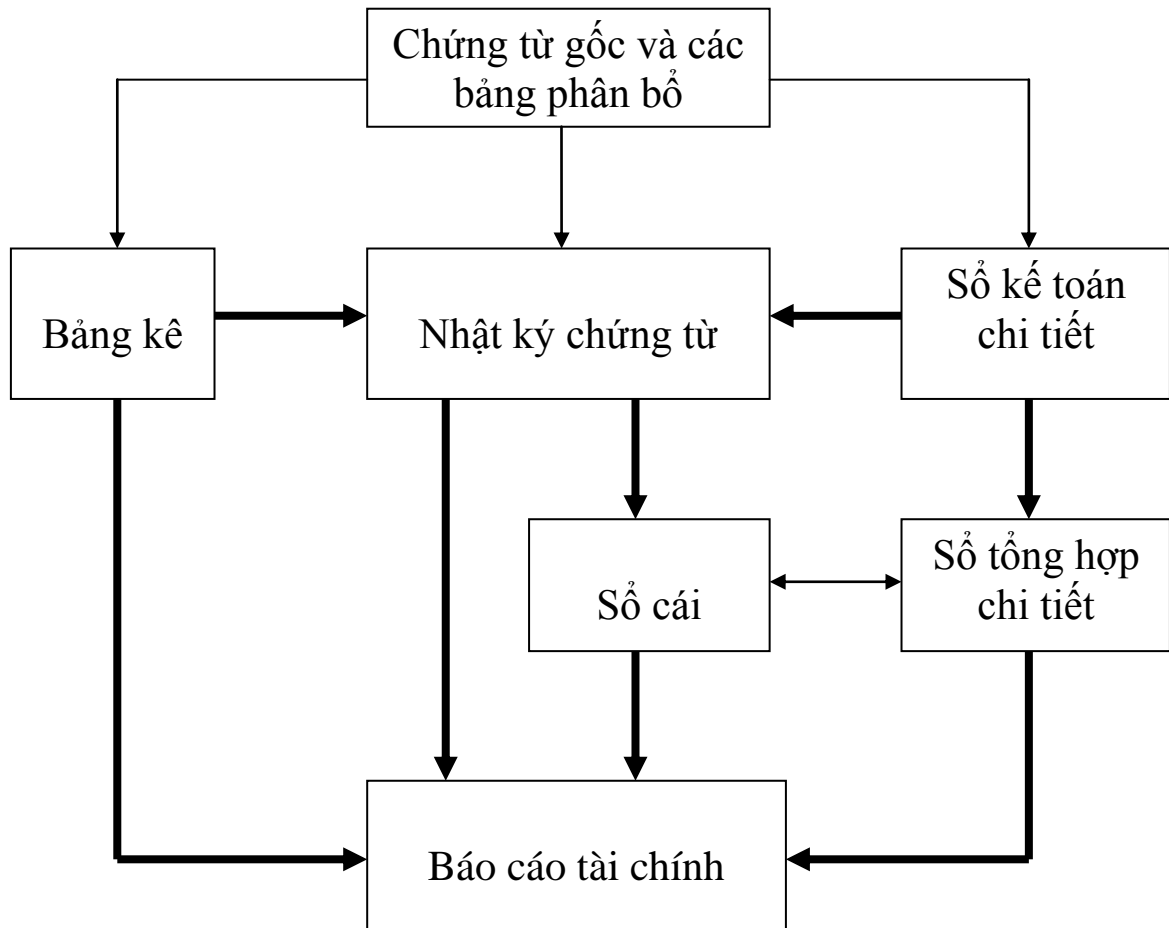 Chứng từ gốc và các
bảng phân bổ
Bảng kê
Nhật ký chứng từ
Sổ kế toán
chi tiết
Sổ cái
Sổ tổng hợp
chi tiết
Báo cáo tài chính